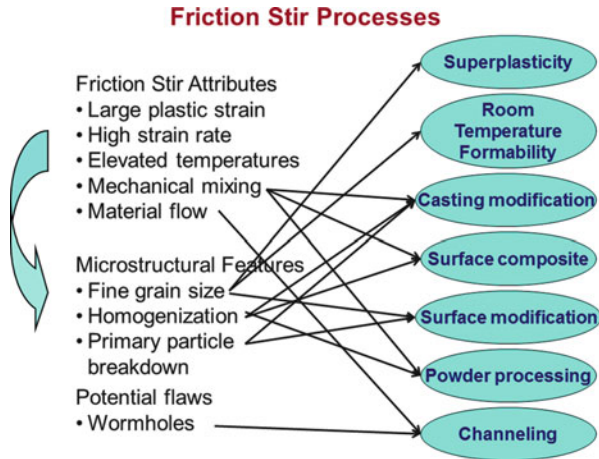 Friction Stir Processes
Friction Stir Attributes
• Large plastic strain
• High strain rate
• Elevated temperatures
• Mechanical mixing
• Material flow
Microstructural Features
• Fine grain size
• Homogenization
• Primary particle
breakdown
Potential flaws
• Wormholes
Superplasticity
Room
Temperature
Formability
Casting modification
Surface composite
Surface modification
Powder processing
Channeling